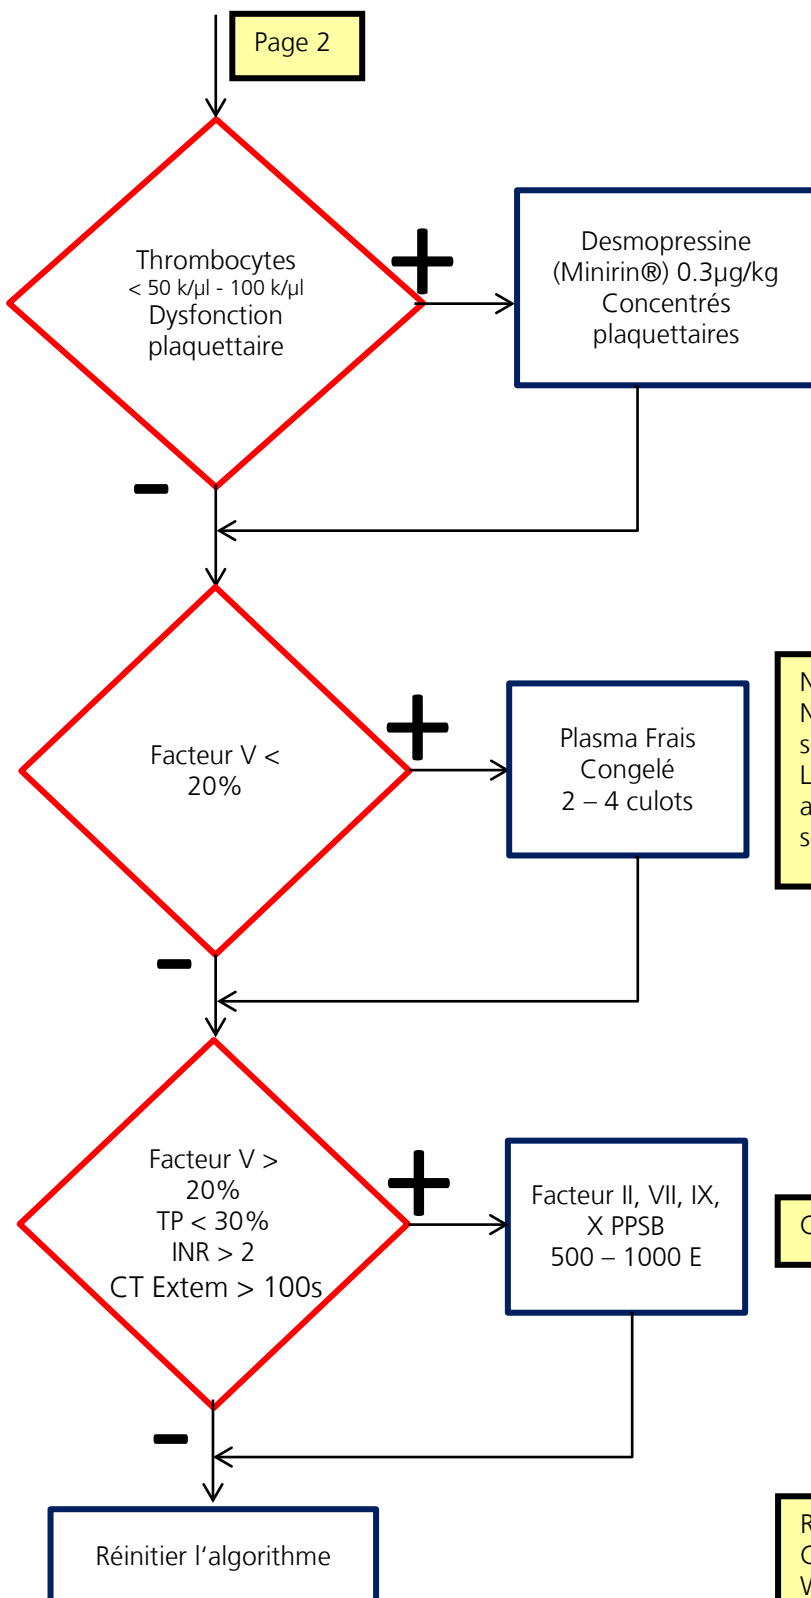 Page 2
Thrombocytes
< 50 k/µl - 100 k/µl
Dysfonction
plaquettaire
+
Desmopressine
(Minirin®) 0.3µg/kg
Concentrés
plaquettaires
-
Facteur V <
20%
+
Plasma Frais
Congelé
2 – 4 culots
-
Facteur V >
20%
TP < 30%
INR > 2
CT Extem > 100s
+
Facteur II, VII, IX,
X PPSB
500 – 1000 E
-
Réinitier l'algorithme